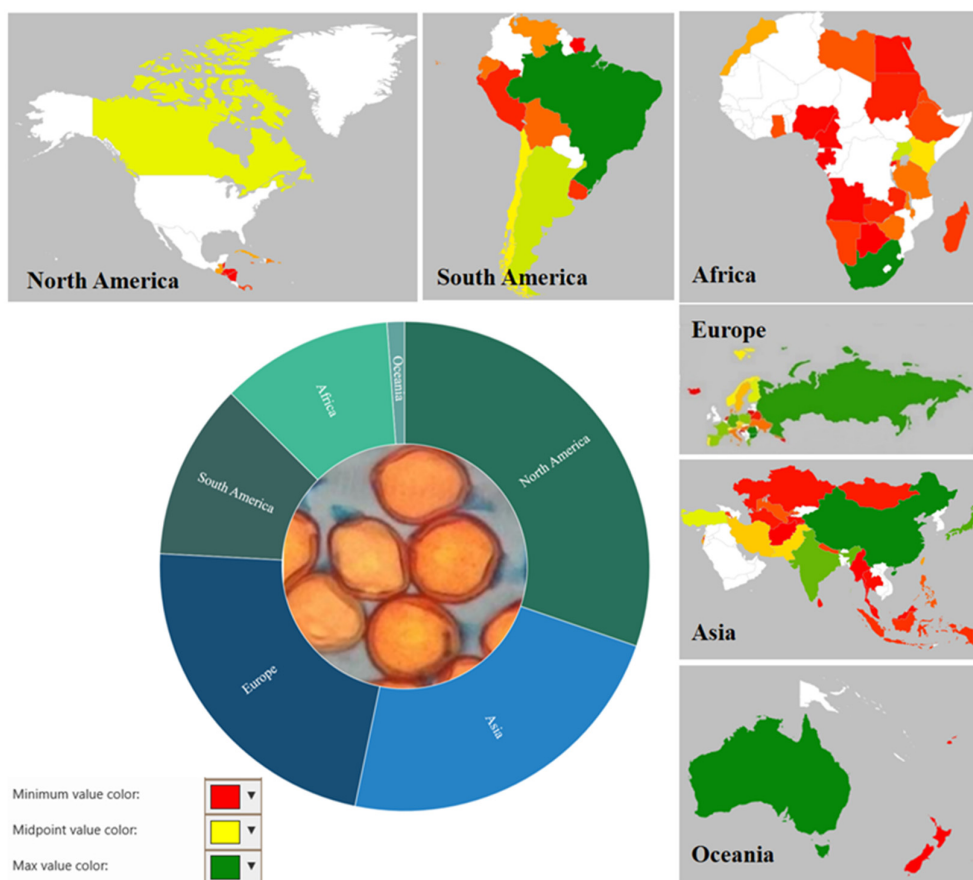 North America
South America
Africa
Europe
Asia
Oceania
North America
Asia
Europe
South America
Africa
Oceania
Minimum value color:
Midpoint value color:
Max value color: